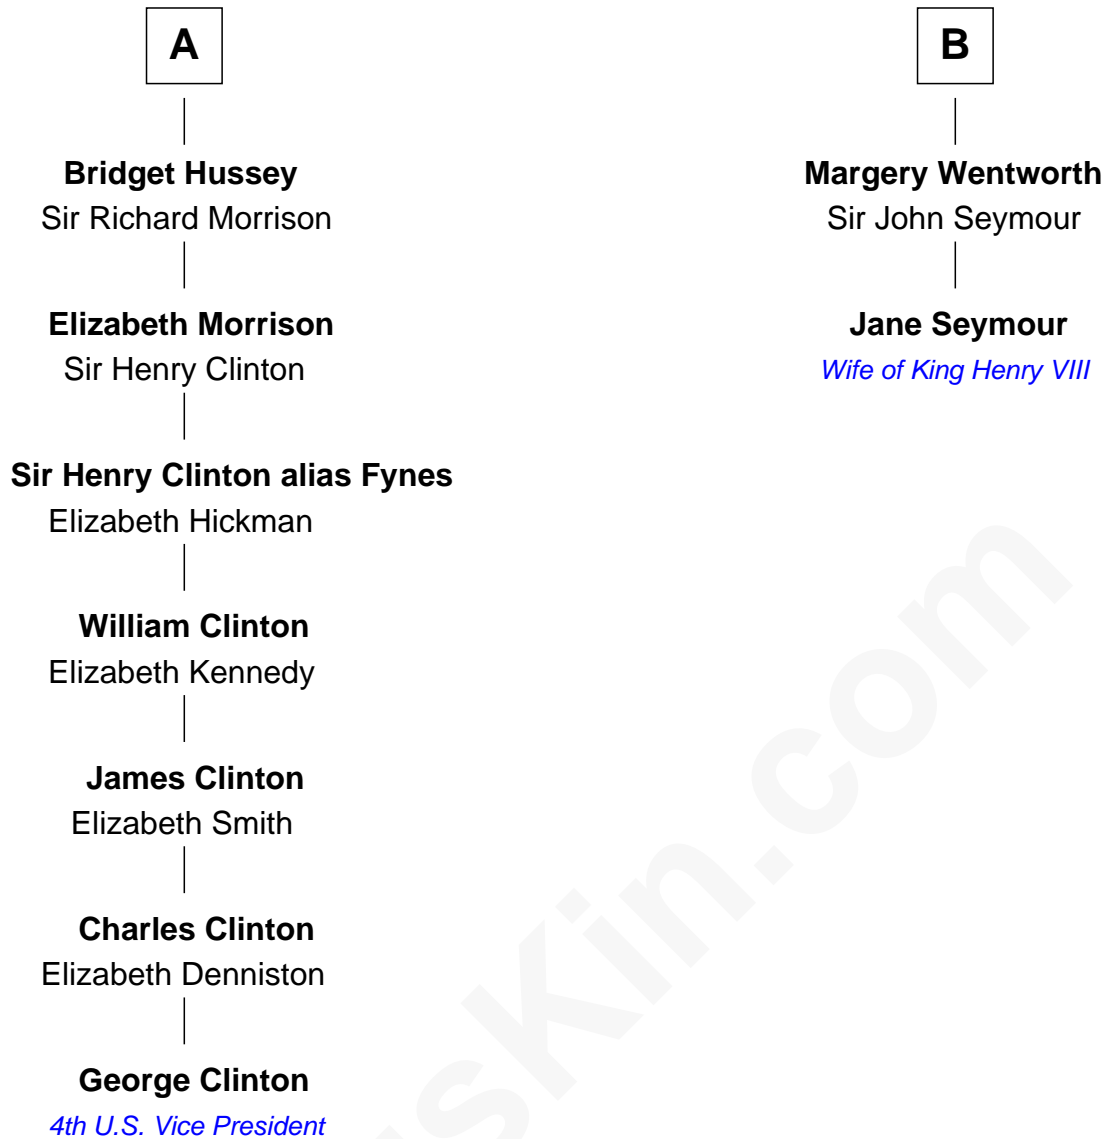 A
Bridget Hussey
Sir Richard Morrison
Elizabeth Morrison
Sir Henry Clinton
Sir Henry Clinton alias Fynes
Elizabeth Hickman
William Clinton
Elizabeth Kennedy
James Clinton
Elizabeth Smith
Charles Clinton
Elizabeth Denniston
George Clinton
4th U.S. Vice President
B
Margery Wentworth
Sir John Seymour
Jane Seymour
Wife of King Henry VIII
usKin.com